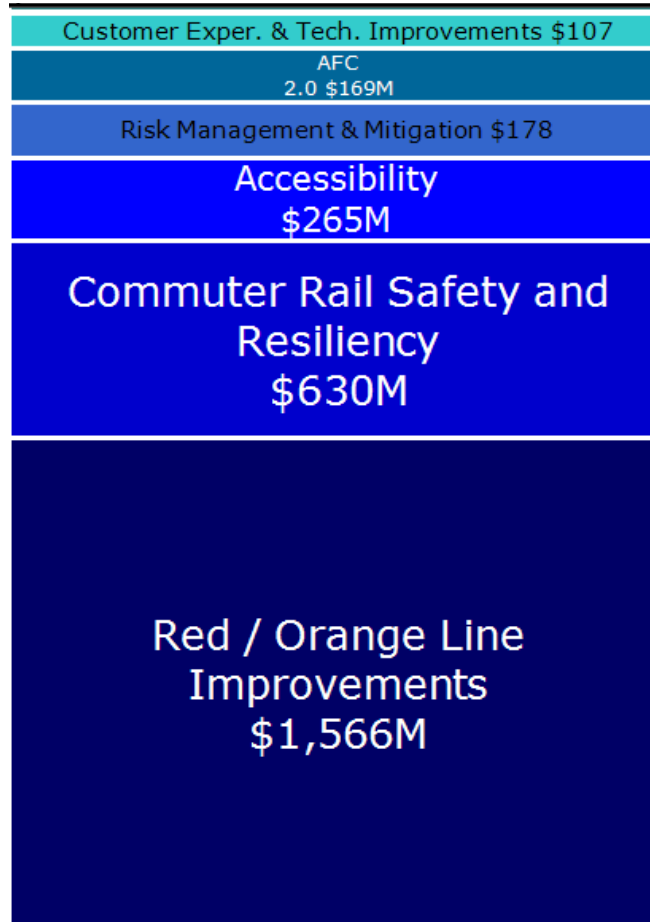 Customer Exper. & Tech. Improvements $107
AFC
2.0 $169M
Risk Management & Mitigation $178
Accessibility
$265M
Commuter Rail Safety and
Resiliency
$630M
Red / Orange Line
Improvements
$1,566M